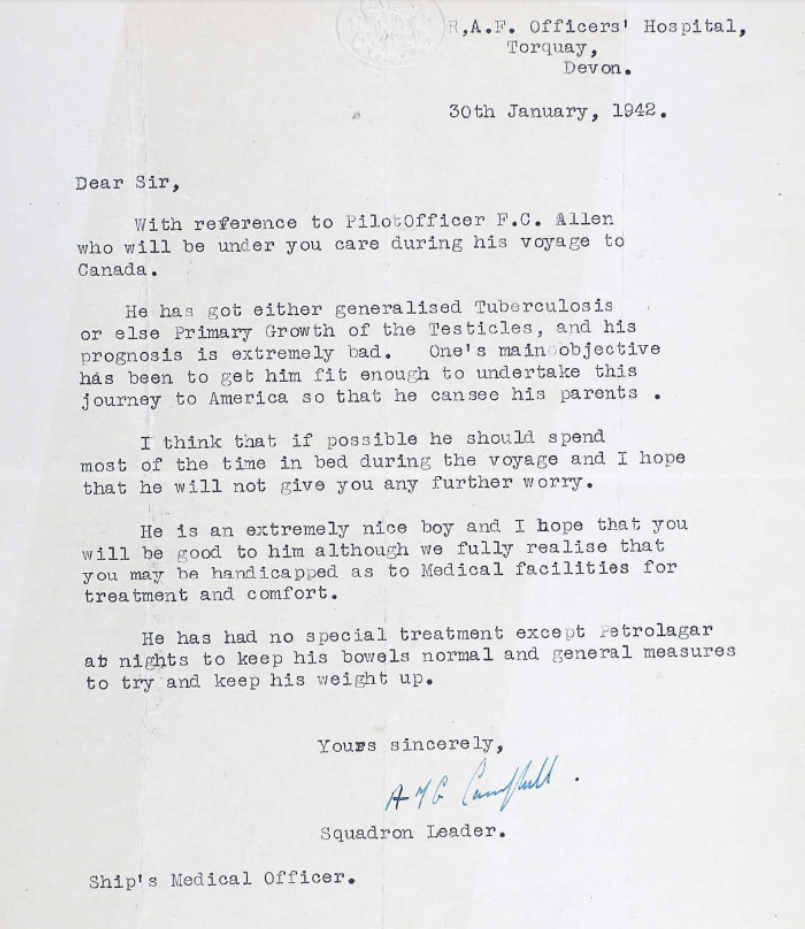 R,A.F. Officers' Hospital,
Torquay,
Devon.
30th January, 1942.
Dear Sir,
With reference to PilotOfficer F.C. Allen
who will be under you care during his voyage to
Canada.
He has got either generalised Tuberculosis
or else Primary Growth of the Testicles, and his
prognosis is extremely bad. One's main objective
has been to get him fit enough to undertake this
journey to America so that he cansee his parents .
I think that if possible he should spend
most of the time in bed during the voyage and I hope
that he will not give you any further worry.
He is an extremely nice boy and I hope that you
will be good to him although we fully realise that
you may be handicapped as to Medical facilities for
treatment and comfort.
He has had no special treatment except Petrolagar
at nights to keep his bowels normal and general measures
to try and keep his weight up.
Yours sincerely,
Campbell.
Squadron Leader.
Ship's Medical Officer.